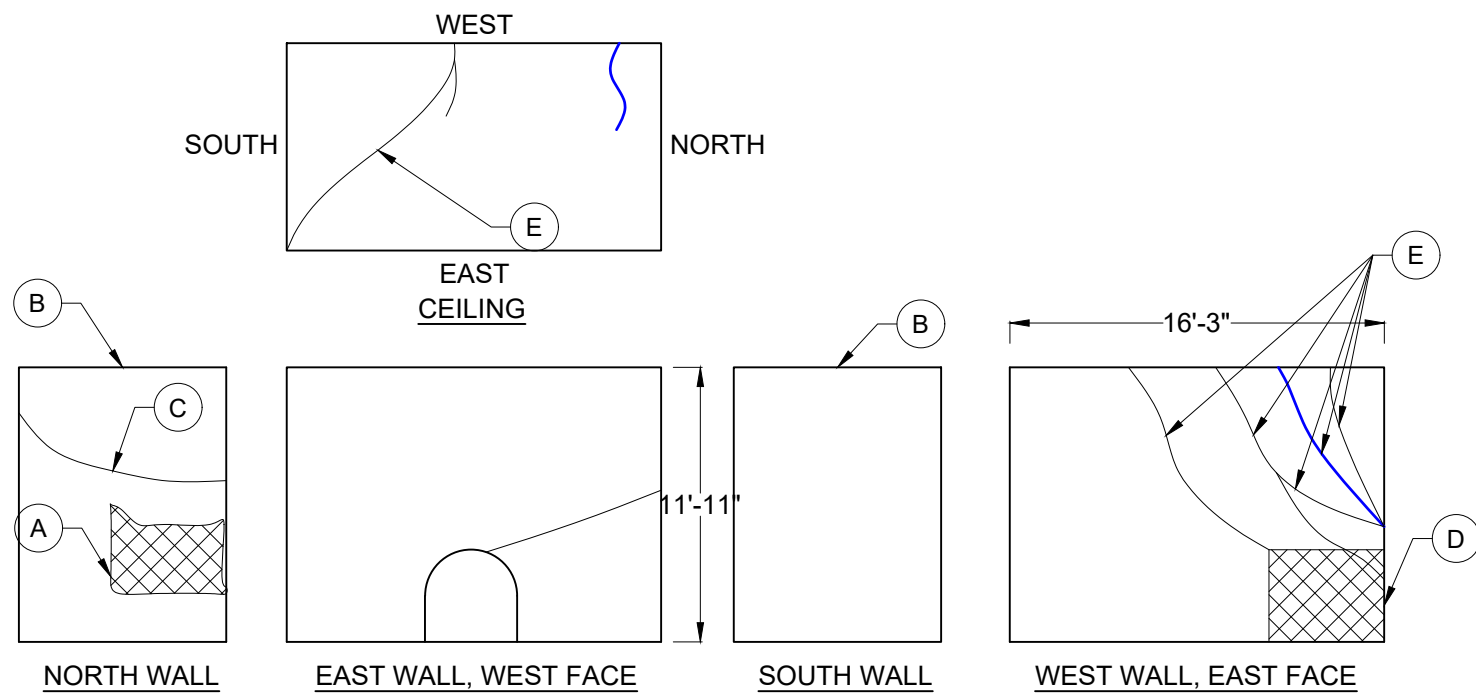 WEST
SOUTH
NORTH
E
EAST
CEILING
B
B
E
16'-3"
C
11'-11"
A
D
NORTH WALL
EAST WALL, WEST FACE
SOUTH WALL
WEST WALL, EAST FACE